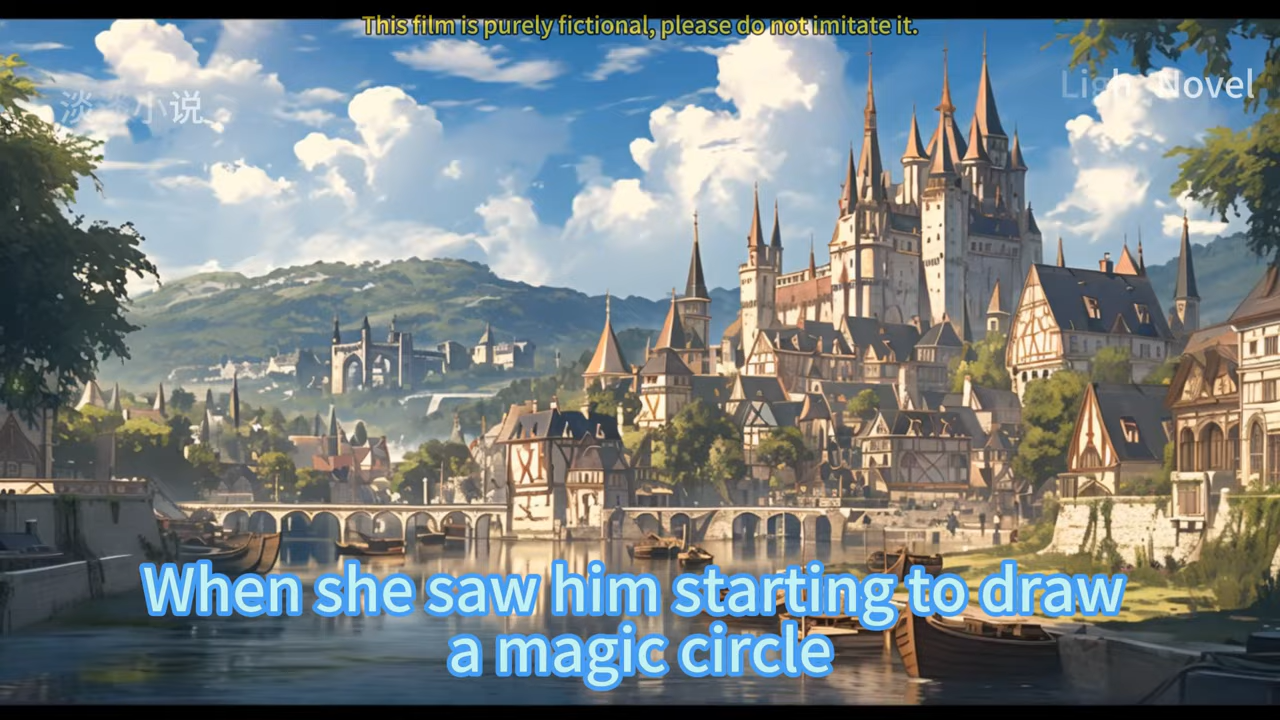 This film is purely fictional, please do not imitate it.
Light Novel
小说
When she saw him starting to draw
a magic circle